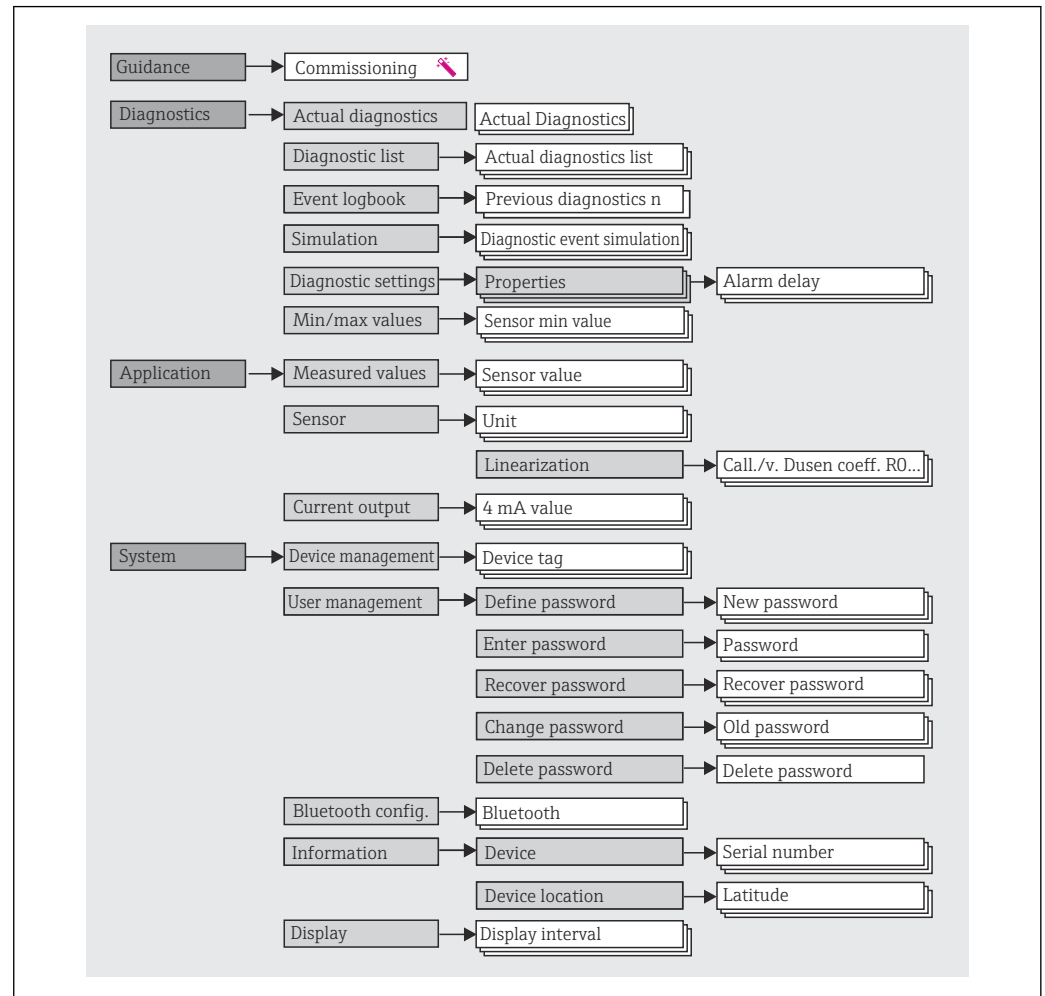 Guidance
Commissioning
Diagnostics
Actual diagnostics
Actual Diagnostics
Diagnostic list
Actual diagnostics list
Event logbook
Previous diagnostics n
Simulation
Diagnostic event simulation
Diagnostic settings
Properties
Alarm delay
Min/max values
Sensor min value
Application
Measured values
Sensor value
Sensor
Unit
Linearization
Call./v. Dusen coeff. R0...
Current output
4 mA value
System
Device management
Device tag
User management
Define password
New password
Enter password
Password
Recover password
Recover password
Change password
Old password
Delete password
Delete password
Bluetooth config.
Bluetooth
Information
Device
Serial number
Device location
Latitude
Display
Display interval